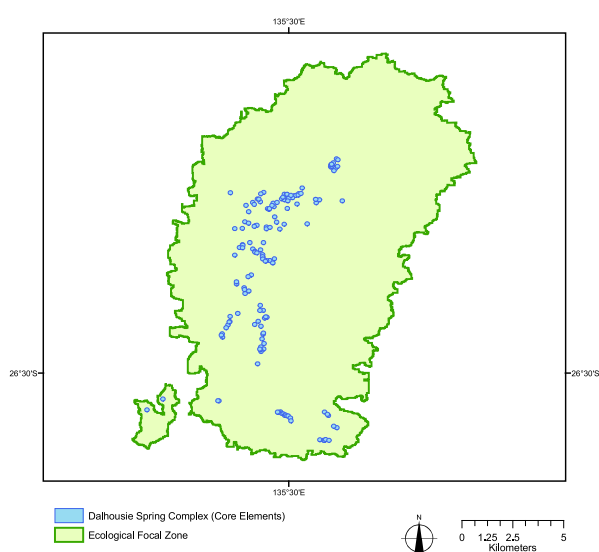 135°30'E
26°30'S
26°30'S
135°30'E
Dalhousie Spring Complex (Core Elements)
Ecological Focal Zone
N
0 1.25 2.5 5
Kilometers